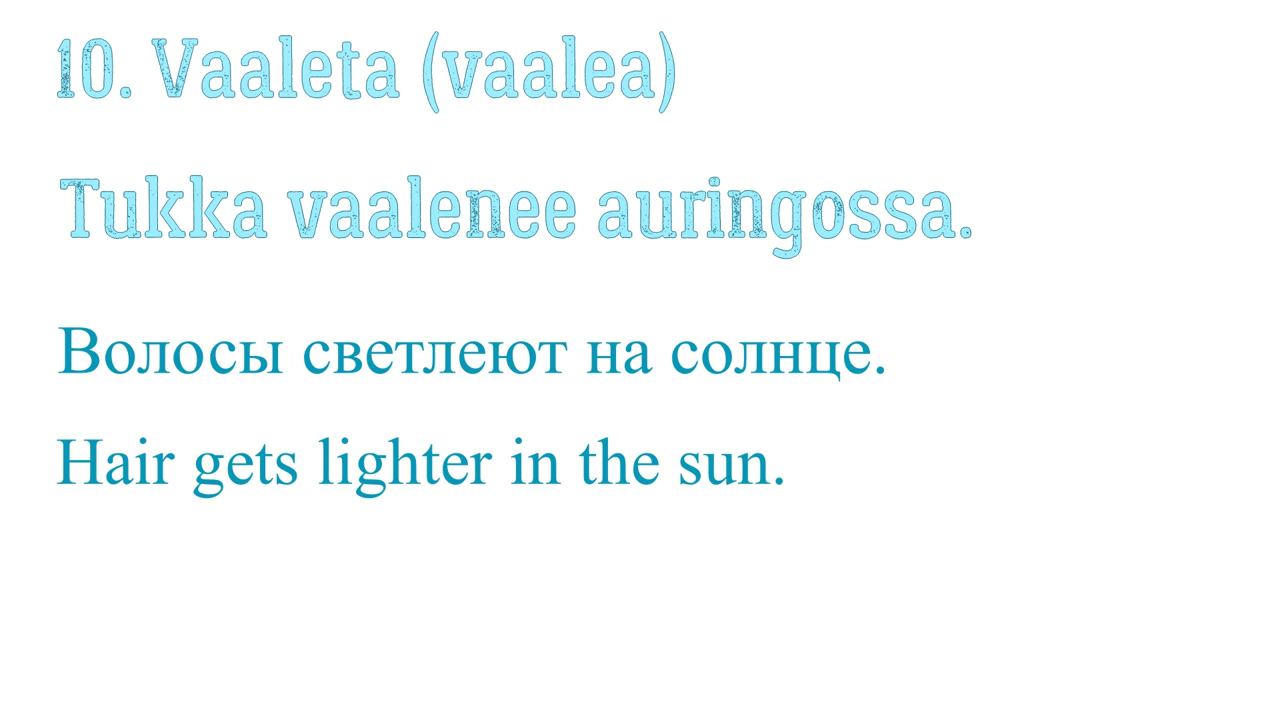 10. Vaaleta (vaalea)
Tukka vaalenee auringossa.
Волосы светлеют на солнце.
Hair gets lighter in the sun.